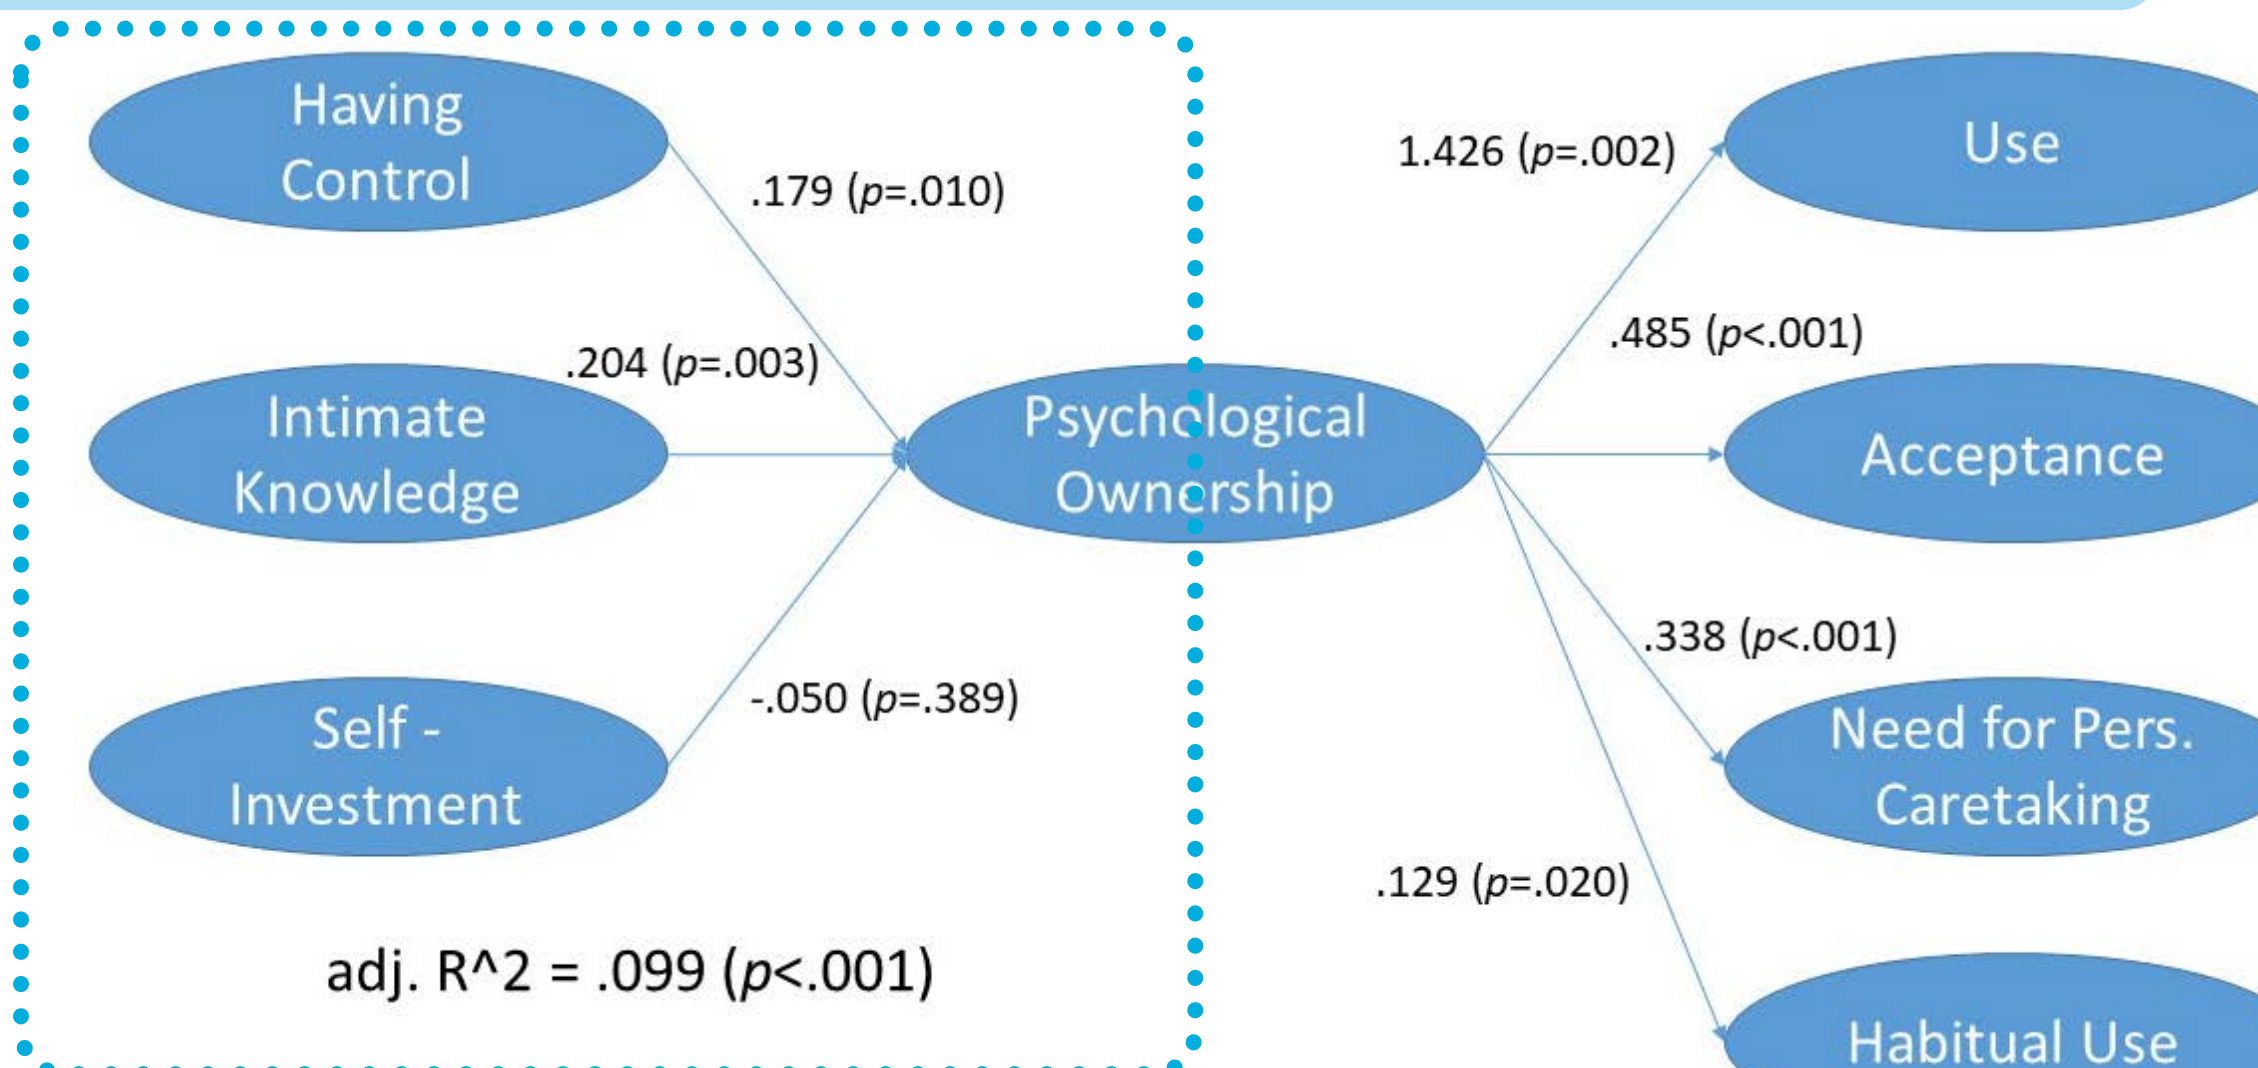 Having
Control
.179 (p=.010)
.204 (p=.003)
Intimate
Knowledge
Self -
Investment
-.050 (p=.389)
adj. R^2 = .099 (p<.001)
Psychological
Ownership
1.426 (p=.002)
Use
.485 (p<.001)
Acceptance
.338 (p<.001)
Need for Pers.
Caretaking
.129 (p=.020)
Habitual Use